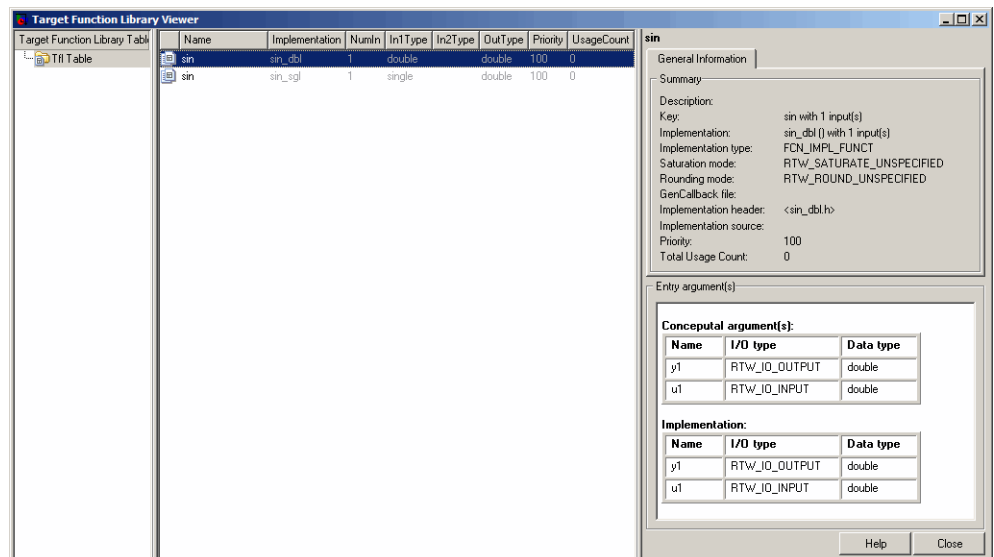 Target Function Library Viewer
Target Function Library Tabl
Tfl Table
Name Implementation NumIn In1Type In2Type OutType Priority UsageCount
sin sin_dbl 1 double double 100 0
sin sin_sgl 1 single double 100 0
sin
General Information
Summary
Description:
Key: sin with 1 input(s)
Implementation: sin_dbl () with 1 input(s)
Implementation type: FCN_IMPL_FUNCT
Saturation mode: RTW_SATURATE_UNSPECIFIED
Rounding mode: RTW_ROUND_UNSPECIFIED
GenCallback file:
Implementation header: <sin_dbl.h>
Implementation source:
Priority: 100
Total Usage Count: 0
Entry argument(s)
Conceputal argument(s):
Name I/O type Data type
y1 RTW_IO_OUTPUT double
u1 RTW_IO_INPUT double
Implementation:
Name I/O type Data type
y1 RTW_IO_OUTPUT double
u1 RTW_IO_INPUT double
Help Close